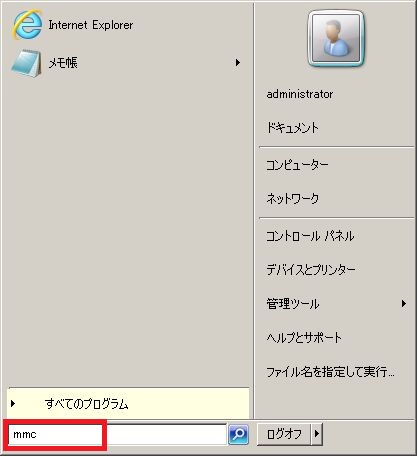 Internet Explorer
メモ帳
すべてのプログラム
mmc
administrator
ドキュメント
コンピューター
ネットワーク
コントロール パネル
デバイスとプリンター
管理ツール
ヘルプとサポート
ファイル名を指定して実行...
ログオフ